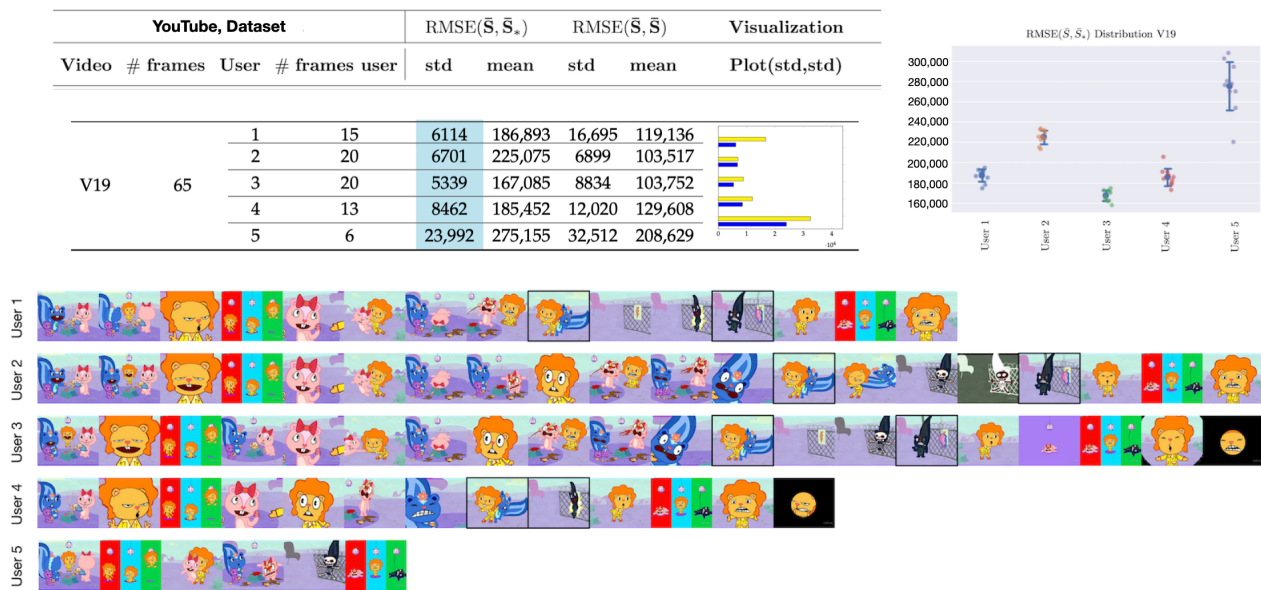 YouTube, Dataset RMSE(S̄, S̄*) RMSE(S̄, S̄) Visualization
Video # frames User # frames user std mean std mean Plot(std,std)
1 15 6114 186,893 16,695 119,136
2 20 6701 225,075 6899 103,517
V19 65 3 20 5339 167,085 8834 103,752
4 13 8462 185,452 12,020 129,608
5 6 23,992 275,155 32,512 208,629
0 1 2 3 4
·10⁴
RMSE(S̄, S̄*) Distribution V19
300,000
280,000
260,000
240,000
220,000
200,000
180,000
160,000
User 1
User 2
User 3
User 4
User 5
User 1
User 2
User 3
User 4
User 5